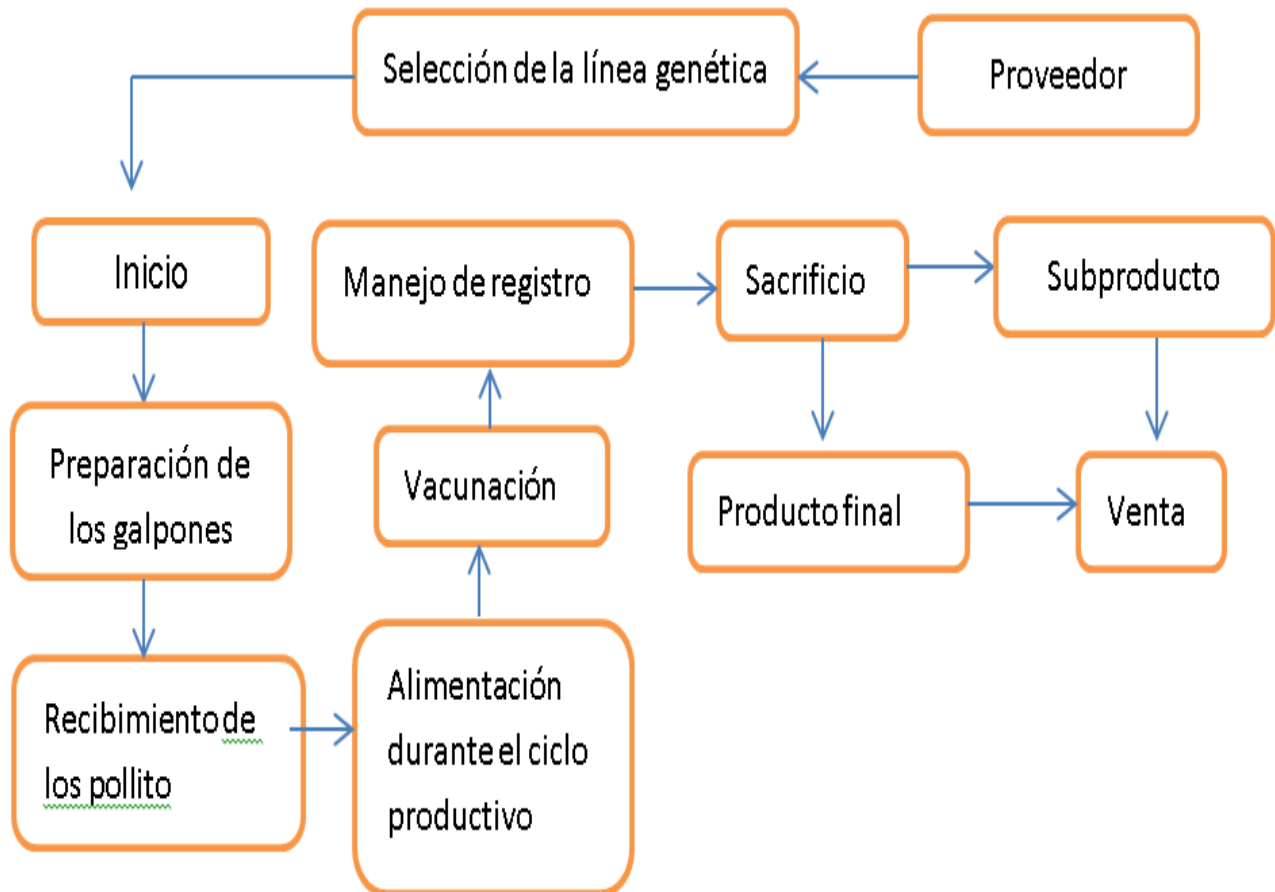 Selección de la línea genética
Proveedor
Inicio
Manejo de registro
Sacrificio
Subproducto
Preparación de
los galpones
Vacunación
Producto final
Venta
Recibimiento de
los pollito
Alimentación
durante el ciclo
productivo